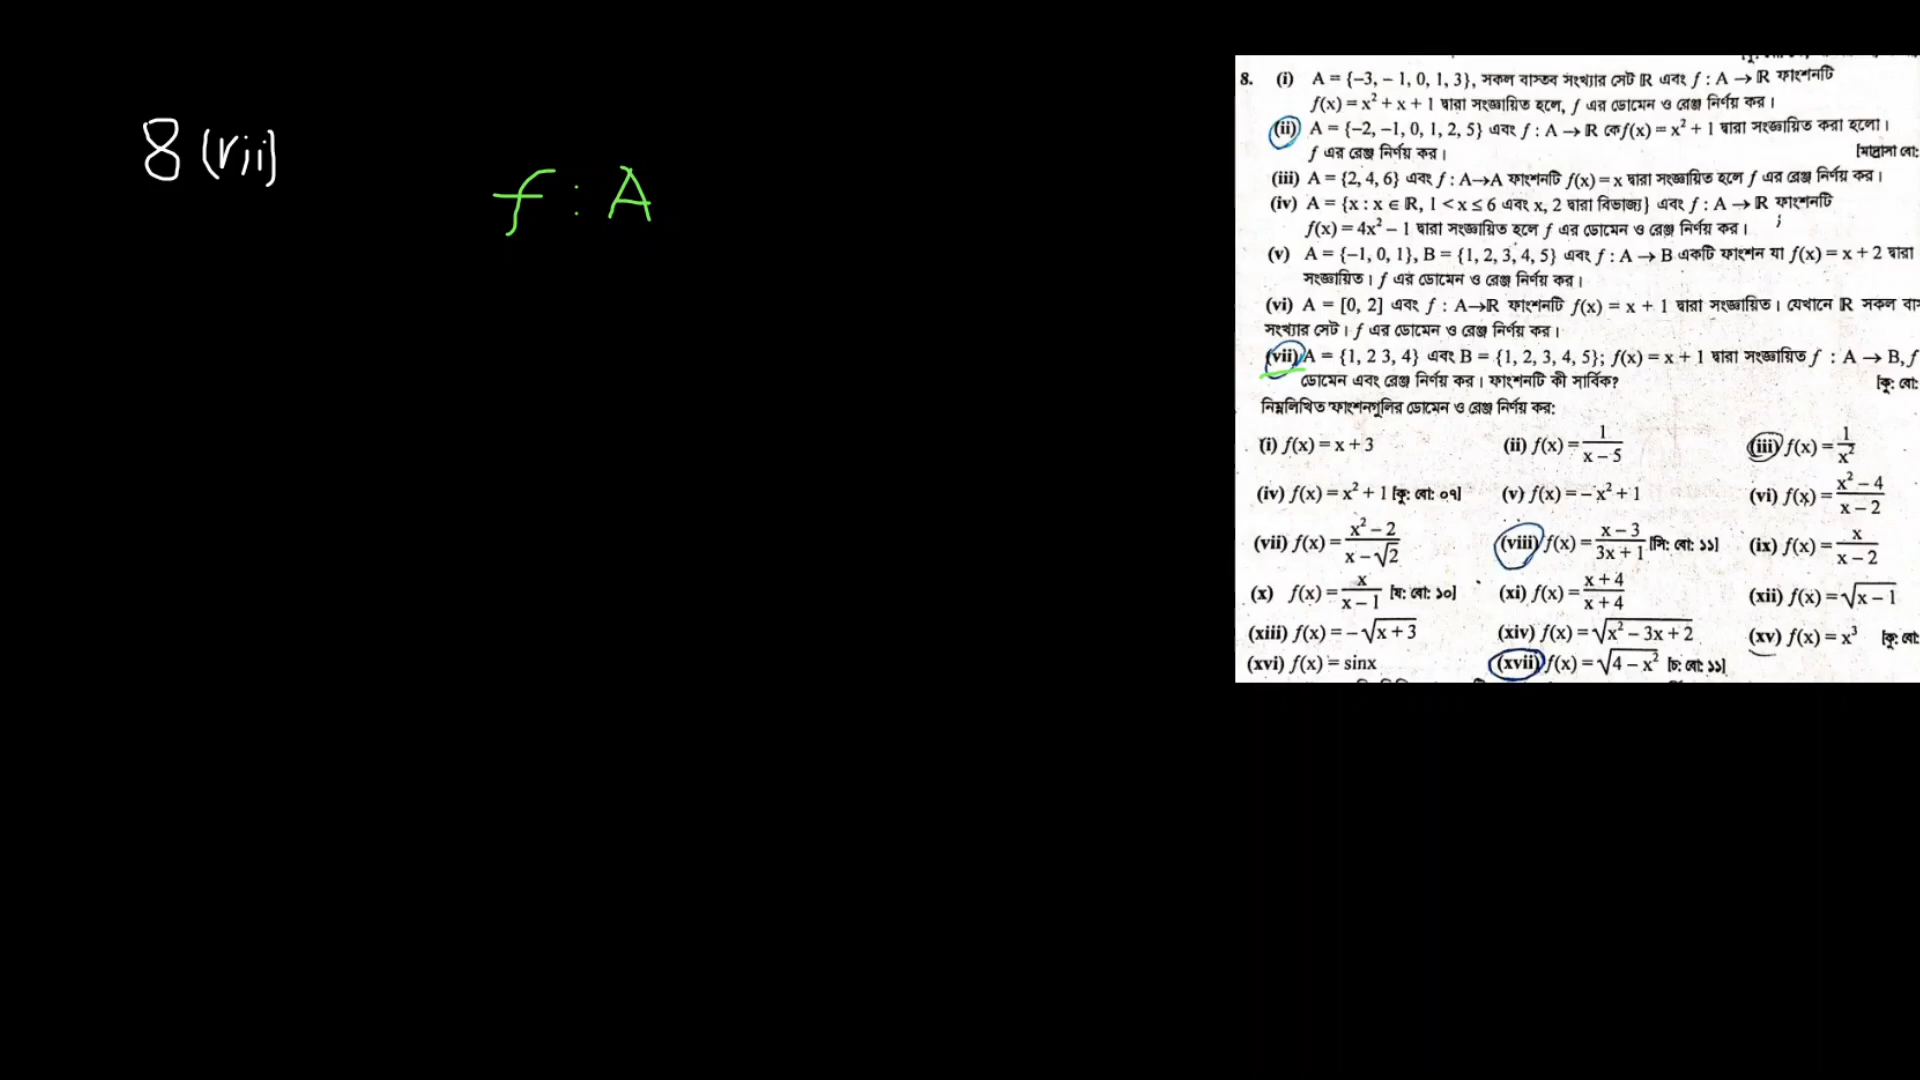 8 (vii)
f : A
8. (i) A = {–3, – 1, 0, 1, 3}, সকল বাস্তব সংখ্যার সেট ℝ এবং f : A → ℝ ফাংশনটি
f(x) = x² + x + 1 দ্বারা সংজ্ঞায়িত হলে, f এর ডোমেন ও রেঞ্জ নির্ণয় কর।
(ii) A = {–2, –1, 0, 1, 2, 5} এবং f : A → ℝ কে f(x) = x² + 1 দ্বারা সংজ্ঞায়িত করা হলো।
f এর রেঞ্জ নির্ণয় কর। [মাদ্রাসা বো:
(iii) A = {2, 4, 6} এবং f : A→A ফাংশনটি f(x) = x দ্বারা সংজ্ঞায়িত হলে f এর রেঞ্জ নির্ণয় কর।
(iv) A = {x : x ∈ ℝ, 1 < x ≤ 6 এবং x, 2 দ্বারা বিভাজ্য} এবং f : A → ℝ ফাংশনটি
f(x) = 4x² – 1 দ্বারা সংজ্ঞায়িত হলে f এর ডোমেন ও রেঞ্জ নির্ণয় কর।
(v) A = {–1, 0, 1}, B = {1, 2, 3, 4, 5} এবং f : A → B একটি ফাংশন যা f(x) = x + 2 দ্বারা
সংজ্ঞায়িত। f এর ডোমেন ও রেঞ্জ নির্ণয় কর।
(vi) A = [0, 2] এবং f : A→ℝ ফাংশনটি f(x) = x + 1 দ্বারা সংজ্ঞায়িত। যেখানে ℝ সকল বা
সংখ্যার সেট। f এর ডোমেন ও রেঞ্জ নির্ণয় কর।
(vii) A = {1, 2 3, 4} এবং B = {1, 2, 3, 4, 5}; f(x) = x + 1 দ্বারা সংজ্ঞায়িত f : A → B, f
ডোমেন এবং রেঞ্জ নির্ণয় কর। ফাংশনটি কী সার্বিক? [কু: বো:
নিম্নলিখিত ফাংশনগুলির ডোমেন ও রেঞ্জ নির্ণয় কর:
(i) f(x) = x + 3 (ii) f(x) = 1/(x – 5) (iii) f(x) = 1/x²
(iv) f(x) = x² + 1 [কু: বো: ০৭] (v) f(x) = – x² + 1 (vi) f(x) = (x² – 4)/(x – 2)
(vii) f(x) = (x² – 2)/(x – √2) (viii) f(x) = (x – 3)/(3x + 1) [সি: বো: ১১] (ix) f(x) = x/(x – 2)
(x) f(x) = x/(x – 1) [য: বো: ১০] (xi) f(x) = (x + 4)/(x + 4) (xii) f(x) = √(x – 1)
(xiii) f(x) = –√(x + 3) (xiv) f(x) = √(x² – 3x + 2) (xv) f(x) = x³ [কু: বো:
(xvi) f(x) = sinx (xvii) f(x) = √(4 – x²) [চ: বো: ১১]